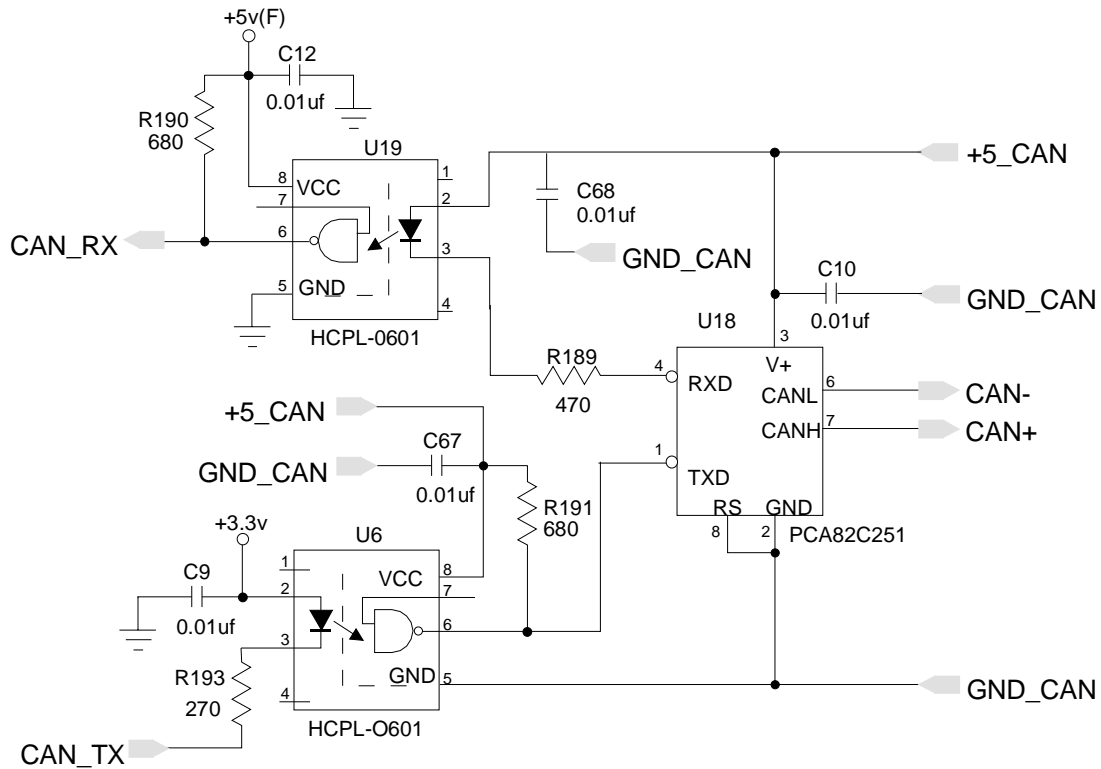 +5v(F)
C12
0.01uf
R190
680
U19
8
VCC
7
6
5
GND
1
2
3
4
HCPL-0601
CAN_RX
+5_CAN
C68
0.01uf
GND_CAN
C10
0.01uf
GND_CAN
U18
3
V+
R189
470
4
RXD
CANL
6
CAN-
CANH
7
CAN+
1
TXD
RS
GND
8
2
PCA82C251
+5_CAN
C67
GND_CAN
0.01uf
R191
680
+3.3v
U6
C9
0.01uf
1
2
3
4
VCC
8
7
6
GND
5
HCPL-O601
R193
270
CAN_TX
GND_CAN